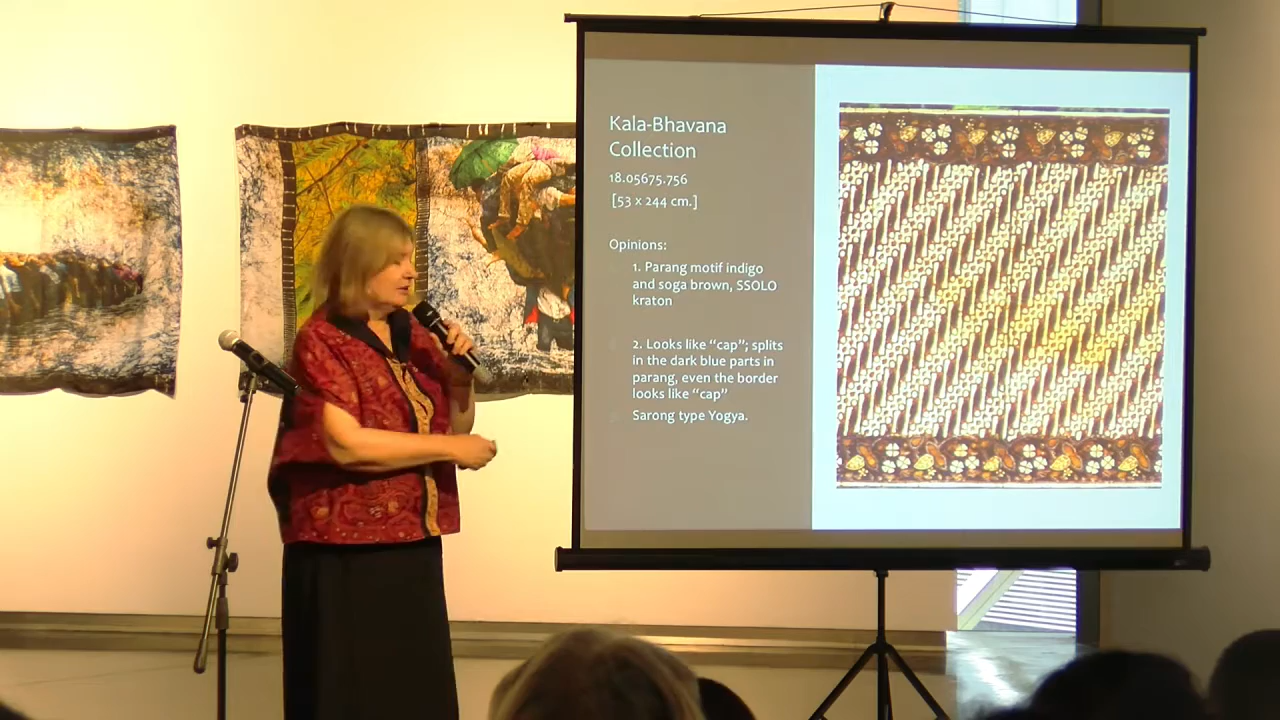 Kala-Bhavana
Collection
18.05675.756
[53 x 244 cm.]
Opinions:
1. Parang motif indigo
and soga brown, SSOLO
kraton
2. Looks like “cap”; splits
in the dark blue parts in
parang, even the border
looks like “cap”
Sarong type Yogya.